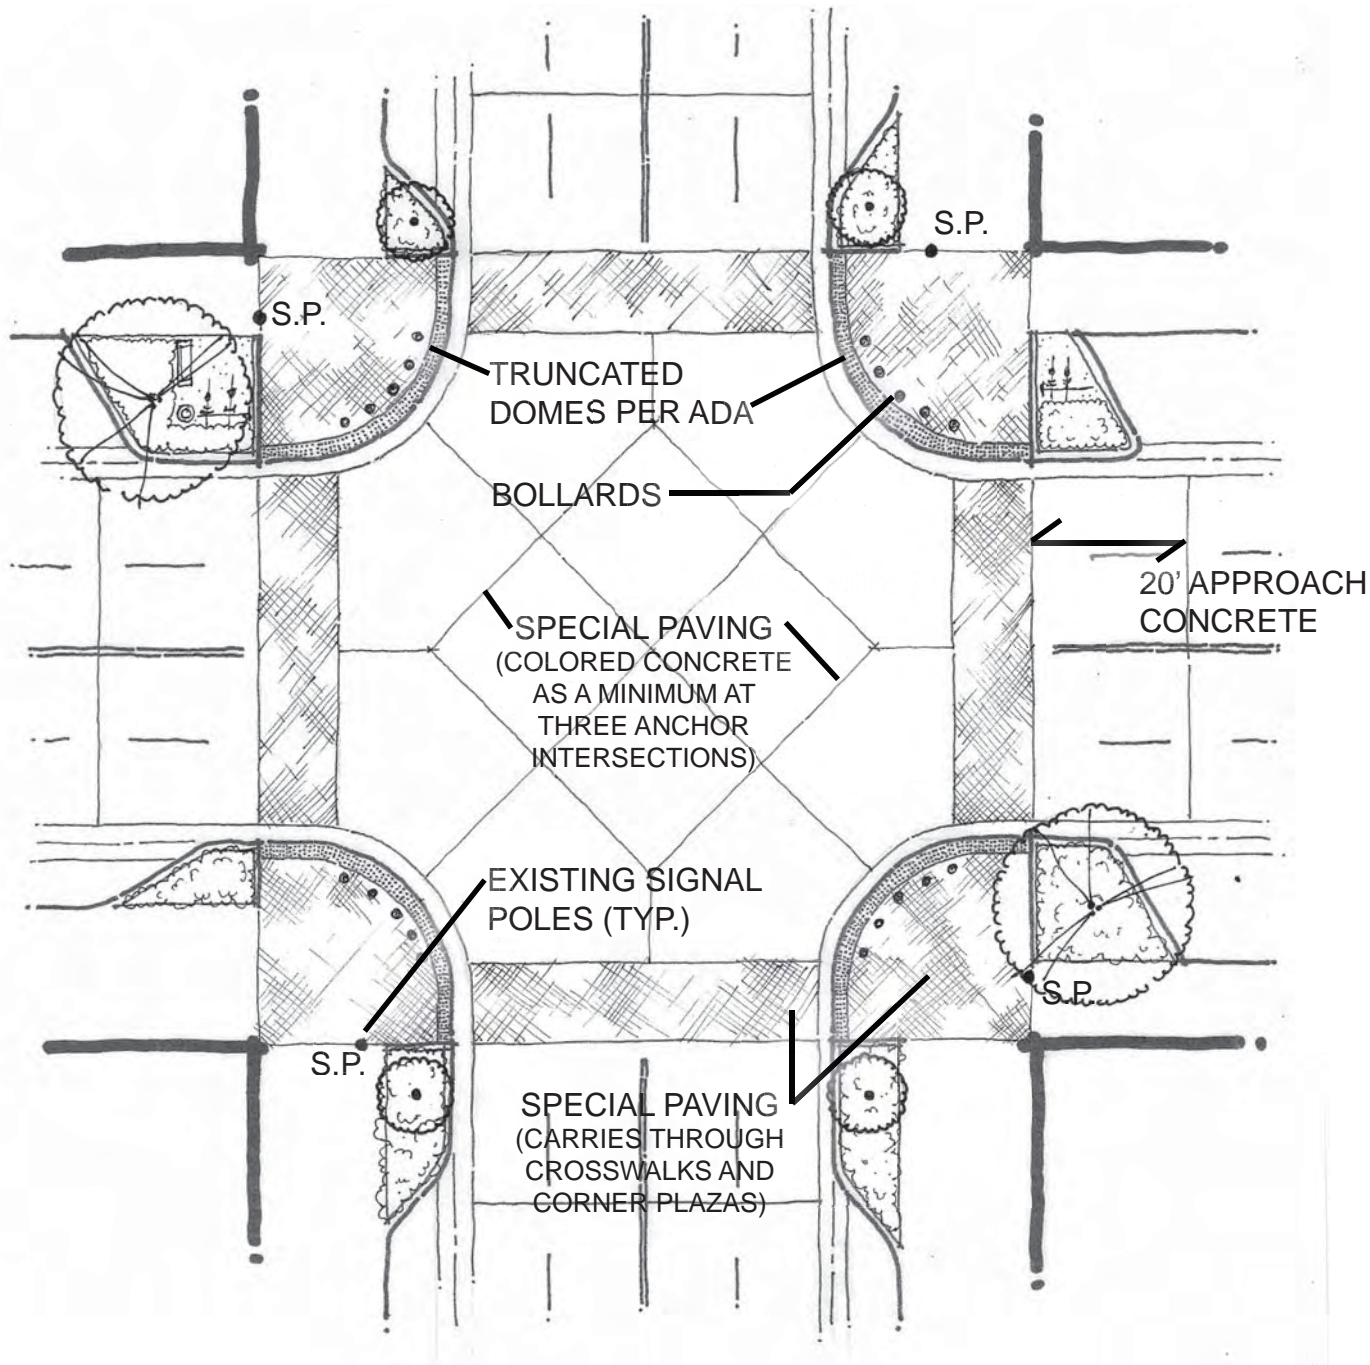 S.P.
S.P.
TRUNCATED
DOMES PER ADA
BOLLARDS
20' APPROACH
CONCRETE
SPECIAL PAVING
(COLORED CONCRETE
AS A MINIMUM AT
THREE ANCHOR
INTERSECTIONS)
EXISTING SIGNAL
POLES (TYP.)
S.P.
S.P.
SPECIAL PAVING
(CARRIES THROUGH
CROSSWALKS AND
CORNER PLAZAS)